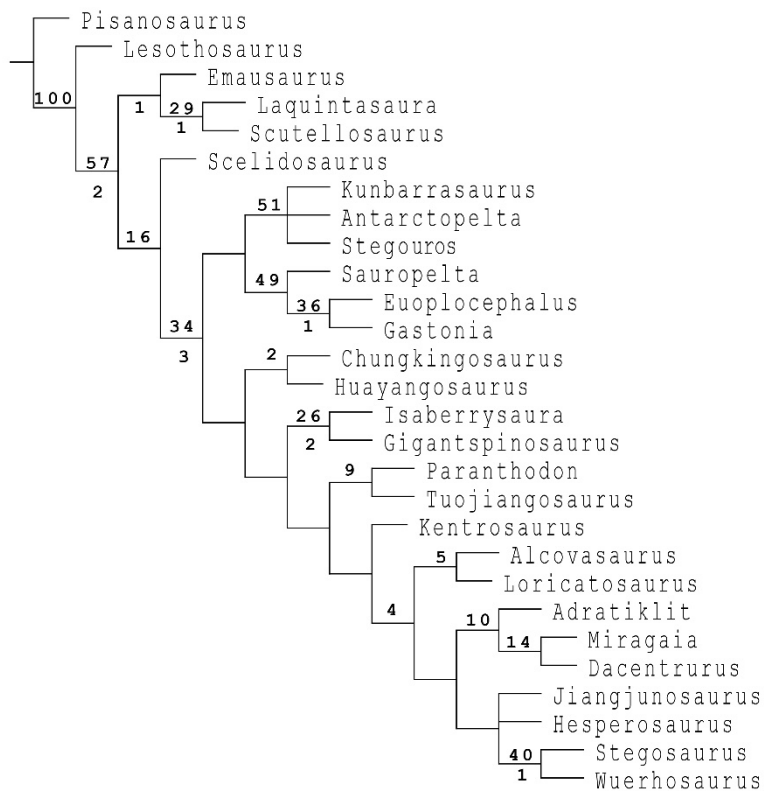 Pisanosaurus
Lesothosaurus
Emausaurus
100
1
29
Laquintasaura
1
Scutellosaurus
57
Scelidosaurus
2
51
Kunbarrasaurus
Antarctopelta
16
Stegouros
49
Sauropelta
36
Euoplocephalus
34
1
Gastonia
3
2
Chungkingosaurus
Huayangosaurus
26
Isaberrysaura
2
Gigantspinosaurus
9
Paranthodon
Tuojiangosaurus
Kentrosaurus
5
Alcovasaurus
Loricatosaurus
4
10
Adratiklit
14
Miragaia
Dacentrurus
Jiangjunosaurus
Hesperosaurus
40
Stegosaurus
1
Wuerhosaurus